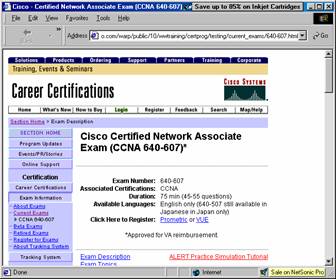 Cisco - Certified Network Associate Exam (CCNA 640-607)
Save up to 85% on Inkjet Cartridges
Back
Address
o.com/warp/public/10/wwtraining/certprog/testing/current_exams/640-607.html
Go
Solutions Products Ordering Support Partners Training Corporate
Training, Events & Seminars
Career Certifications
CISCO SYSTEMS
Home What's New How to Buy Login Register Feedback Search Map/Help
Section Home > Exam Description
SECTION HOME
Program Updates
Events/PR/Stories
Online Support
Certification
Career Certifications
Exam Information
About Exams
Current Exams
CCNA 640-607
Beta Exams
Retired Exams
Register for Exams
About Tracking System
Tracking System
Cisco Certified Network Associate
Exam (CCNA 640-607)*
Exam Number: 640-607
Associated Certifications: CCNA
Duration: 75 min (45-55 questions)
Available Languages: English only (640-507 still available in
Japanese in Japan only)
Click Here to Register: Prometric or VUE
*Approved for VA reimbursement.
Exam Description
ALERT Practice Simulation Tutorial
Exam Topics
Done
Internet
Sale on NetSonic Pro